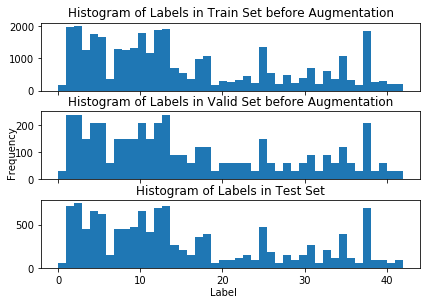 Histogram of Labels in Train Set before Augmentation
2000
1000
0
Histogram of Labels in Valid Set before Augmentation
200
100
0
Frequency
Histogram of Labels in Test Set
500
0
0 10 20 30 40
Label